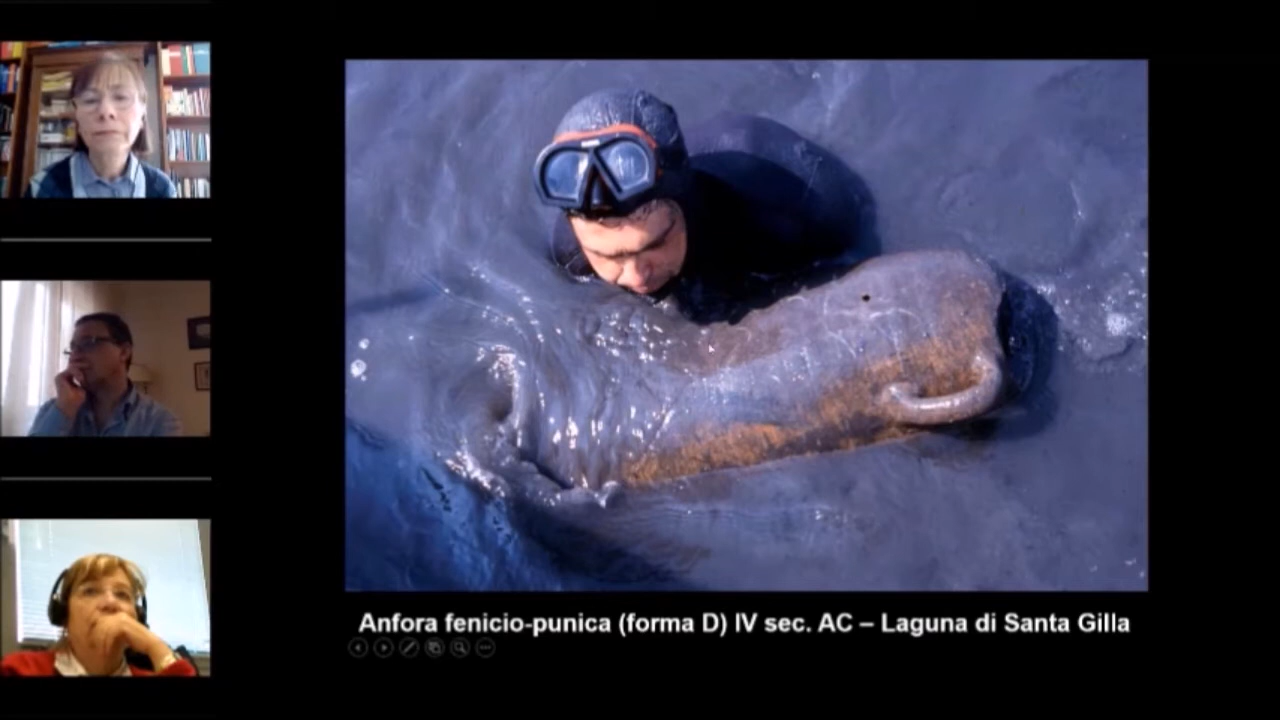 Anfora fenicio-punica (forma D) IV sec. AC – Laguna di Santa Gilla